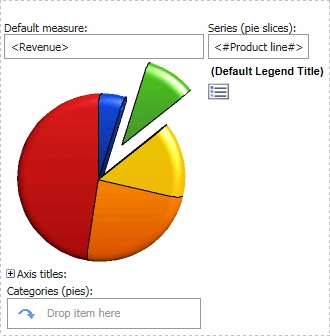 Default measure:
Series (pie slices):
<Revenue>
<#Product line#>
(Default Legend Title)
Axis titles:
Categories (pies):
Drop item here